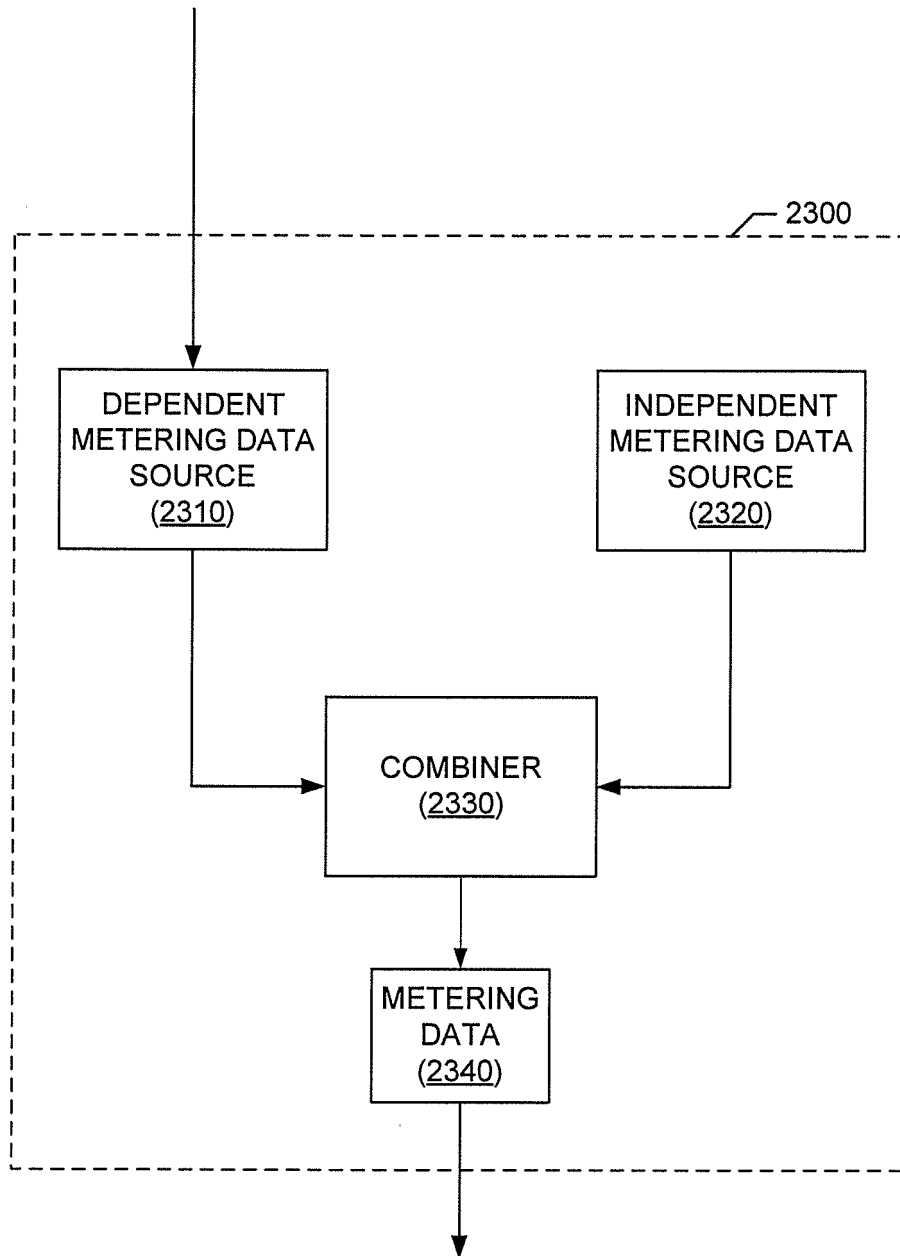 2300
DEPENDENT
METERING DATA
SOURCE
(2310)
INDEPENDENT
METERING DATA
SOURCE
(2320)
COMBINER
(2330)
METERING
DATA
(2340)